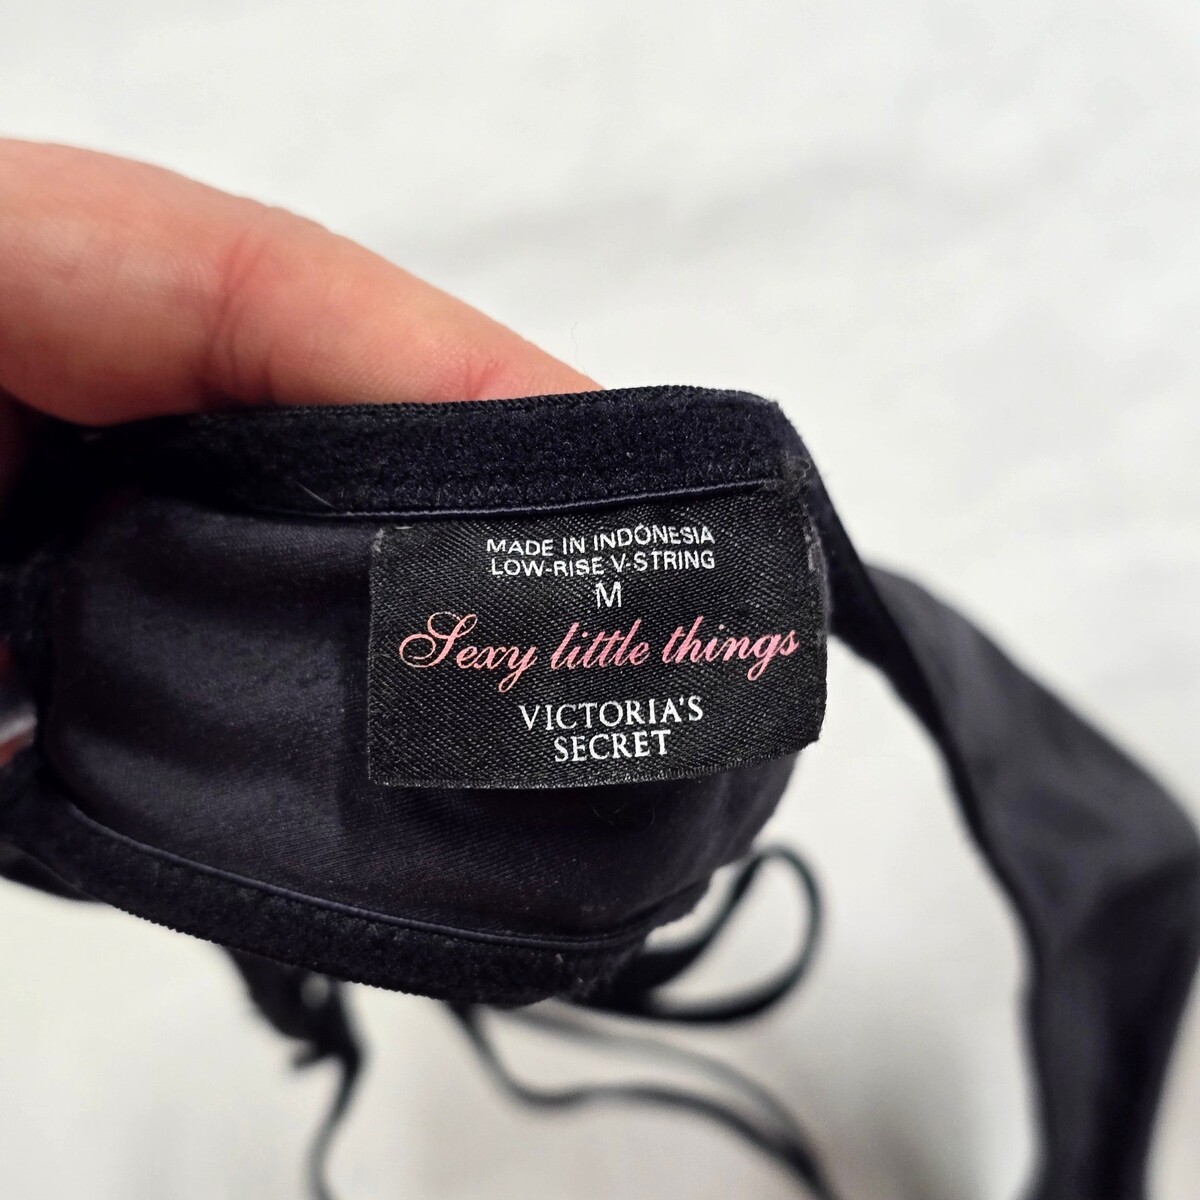 MADE IN INDONESIA
LOW-RISE V-STRING
M
Sexy little things
VICTORIA'S
SECRET